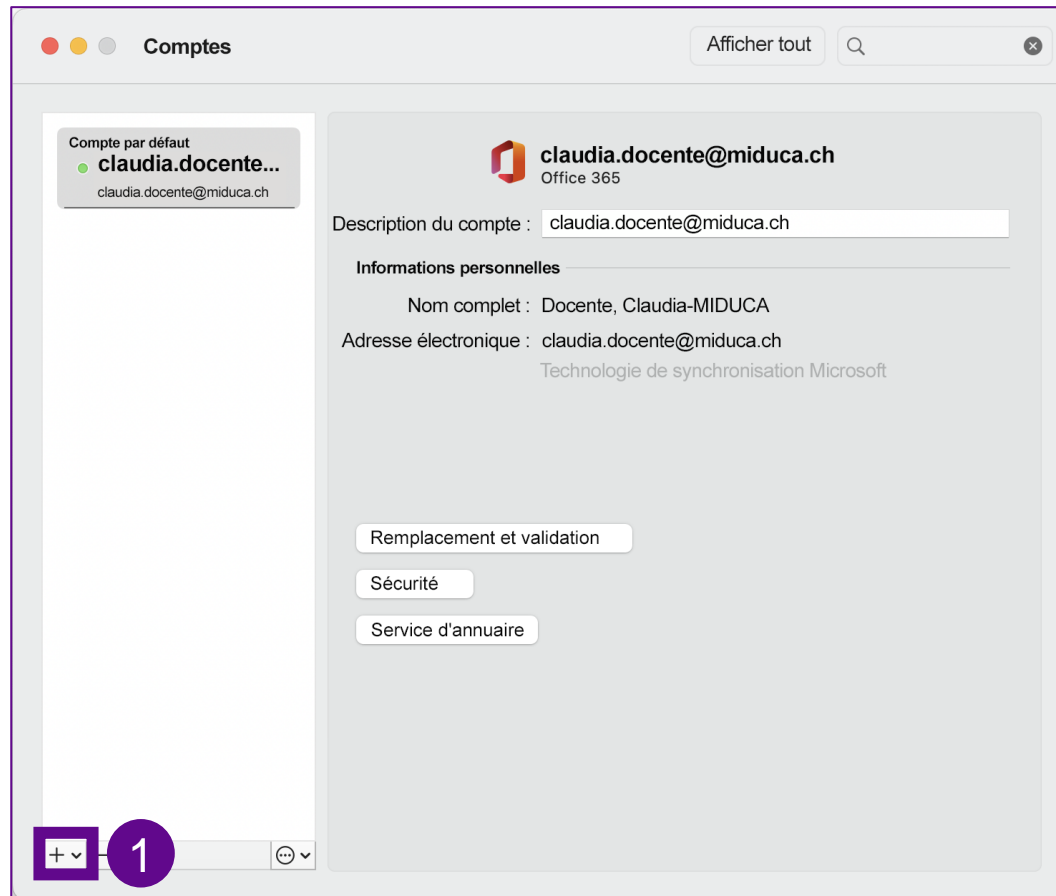 Comptes
Afficher tout
Compte par défaut
claudia.docente...
claudia.docente@miduca.ch
claudia.docente@miduca.ch
Office 365
Description du compte : claudia.docente@miduca.ch
Informations personnelles
Nom complet : Docente, Claudia-MIDUCA
Adresse électronique : claudia.docente@miduca.ch
Technologie de synchronisation Microsoft
Remplacement et validation
Sécurité
Service d'annuaire
1